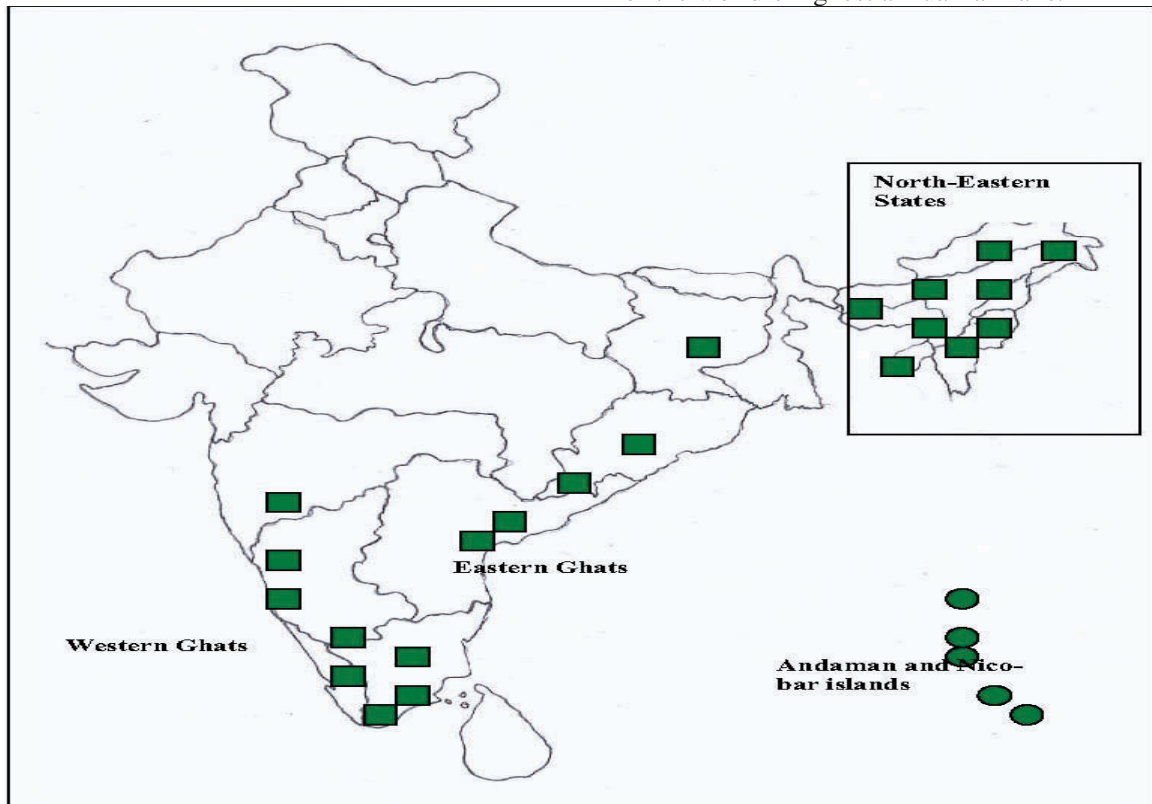 North-Eastern
States
Eastern Ghats
Western Ghats
Andaman and Nico-
bar islands